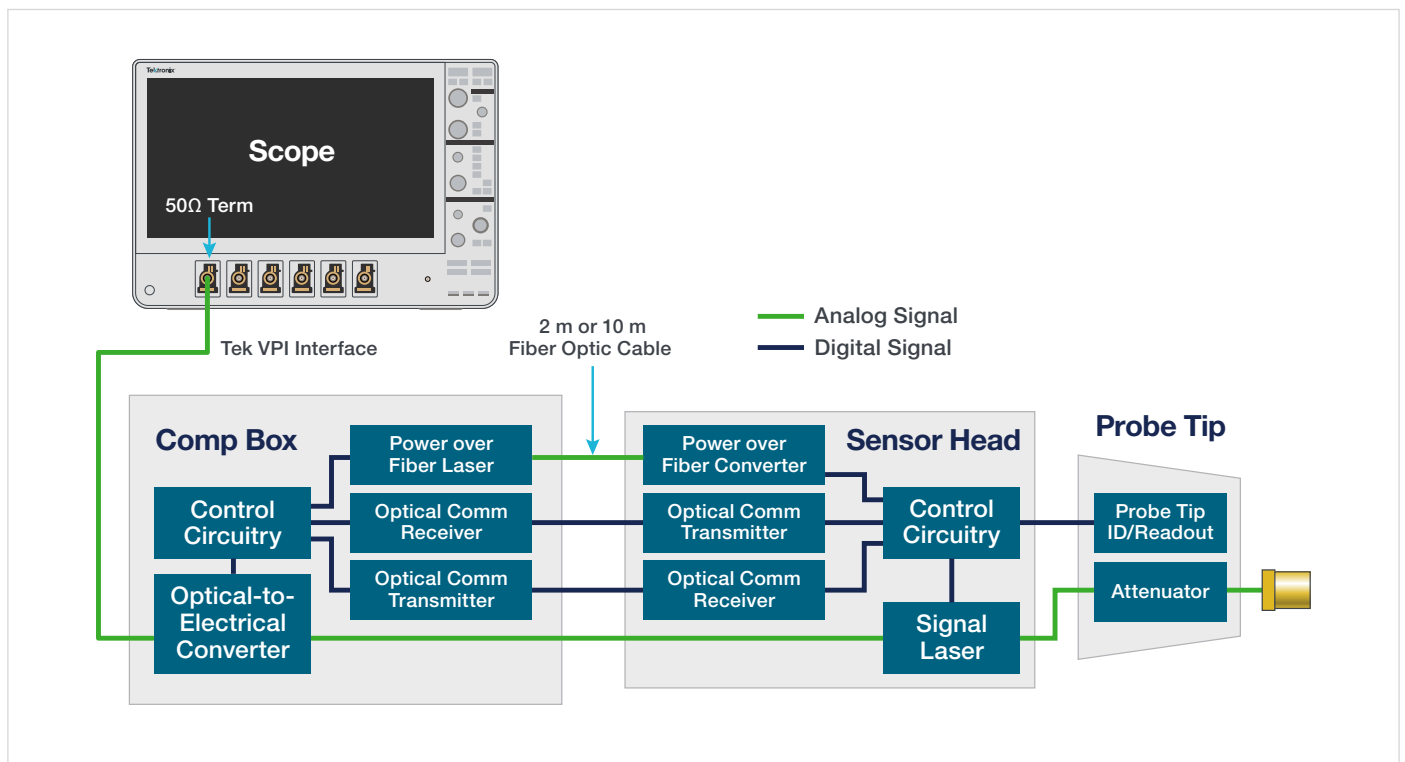 Tektronix
Scope
50Ω Term
Tek VPI Interface
2 m or 10 m
Fiber Optic Cable
Analog Signal
Digital Signal
Comp Box
Power over
Fiber Laser
Control
Circuitry
Optical Comm
Receiver
Optical Comm
Transmitter
Optical-to-
Electrical
Converter
Sensor Head
Power over
Fiber Converter
Optical Comm
Transmitter
Optical Comm
Receiver
Control
Circuitry
Signal
Laser
Probe Tip
Probe Tip
ID/Readout
Attenuator